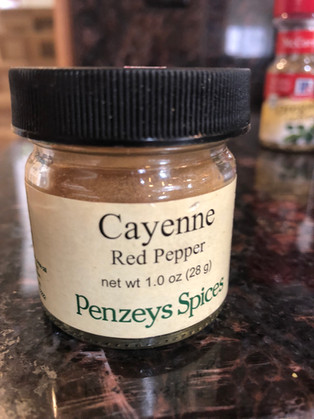 Cayenne
Red Pepper
net wt 1.0 oz (28 g)
Penzeys Spices